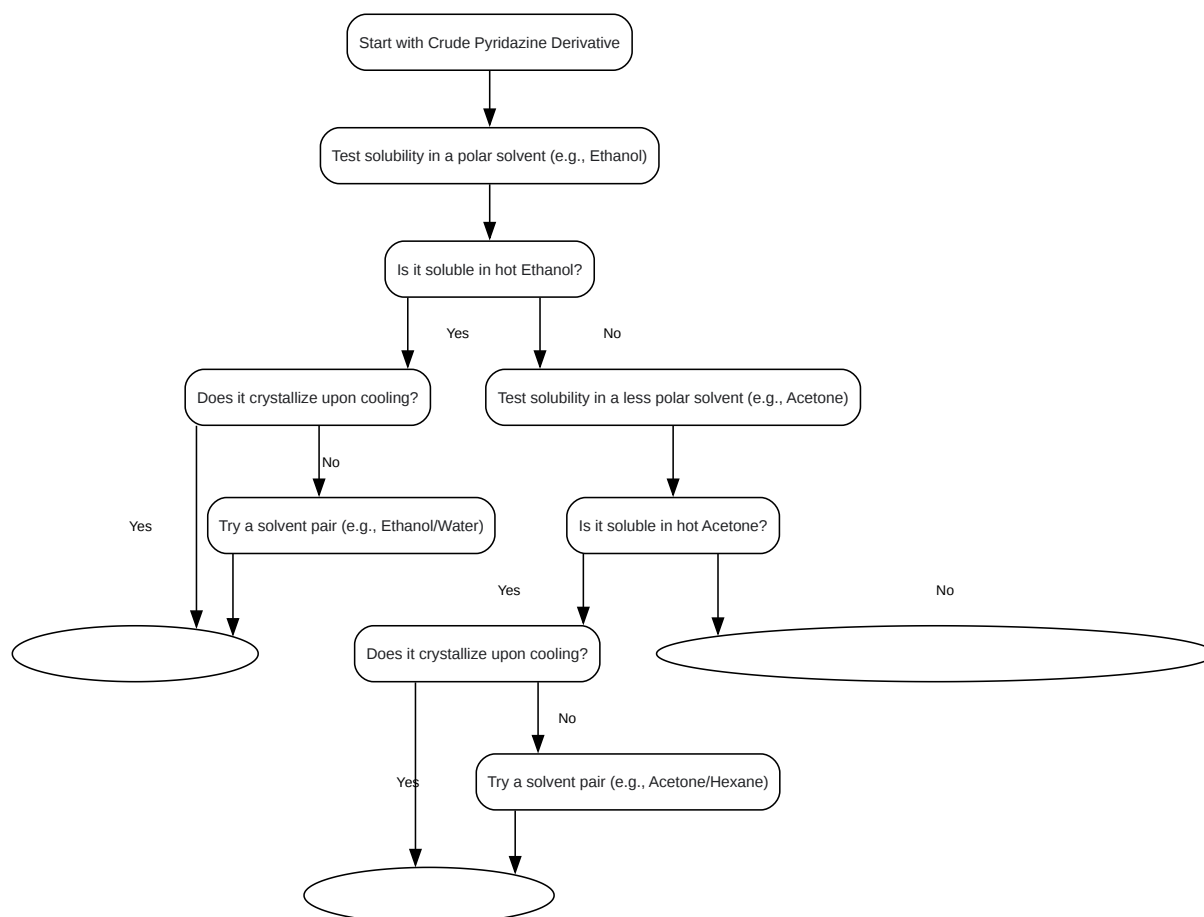 Start with Crude Pyridazine Derivative
Test solubility in a polar solvent (e.g., Ethanol)
Is it soluble in hot Ethanol?
Yes
No
Does it crystallize upon cooling?
Test solubility in a less polar solvent (e.g., Acetone)
No
Yes
Try a solvent pair (e.g., Ethanol/Water)
Is it soluble in hot Acetone?
Yes
No
Does it crystallize upon cooling?
No
Yes
Try a solvent pair (e.g., Acetone/Hexane)